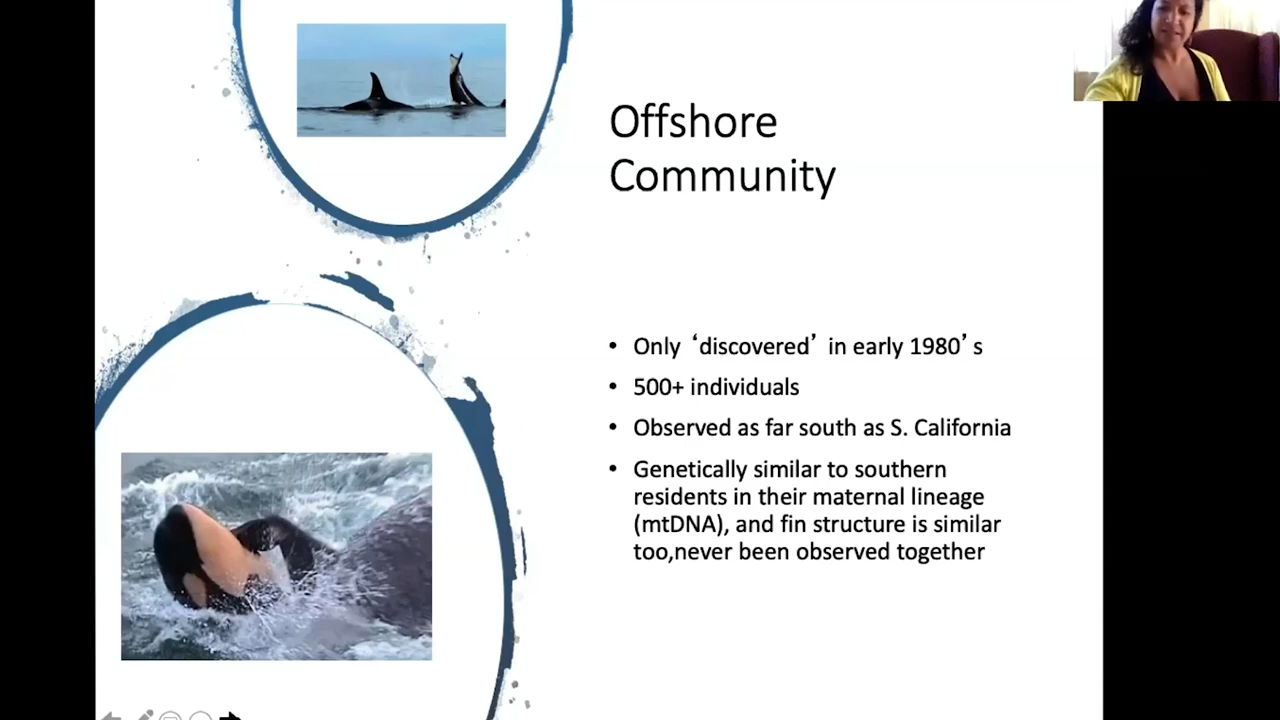 Offshore
Community
• Only ‘discovered’ in early 1980’s
• 500+ individuals
• Observed as far south as S. California
• Genetically similar to southern
residents in their maternal lineage
(mtDNA), and fin structure is similar
too,never been observed together